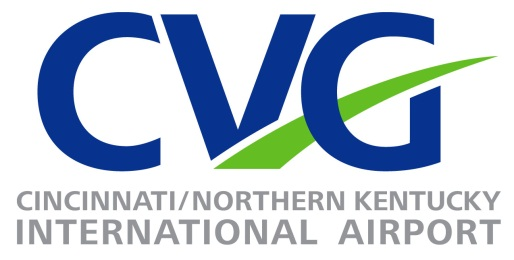 CVG
CINCINNATI/NORTHERN KENTUCKY
INTERNATIONAL AIRPORT